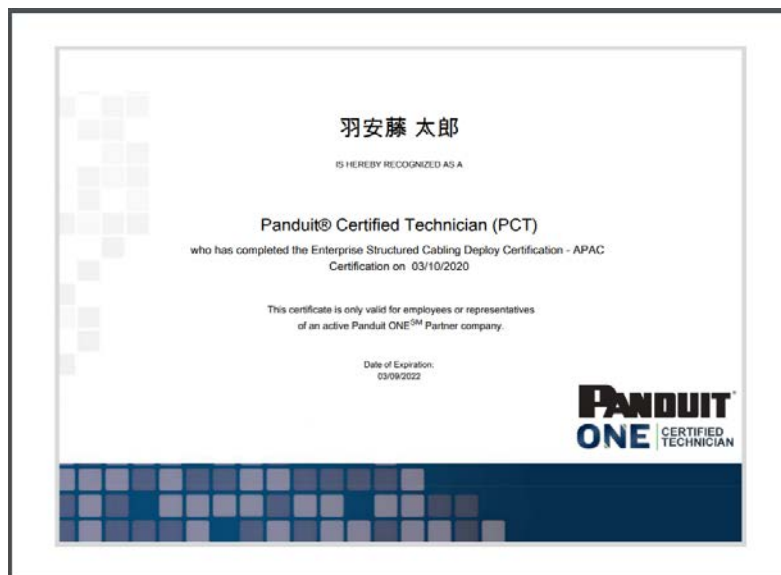 羽安藤 太郎
IS HEREBY RECOGNIZED AS A
Panduit® Certified Technician (PCT)
who has completed the Enterprise Structured Cabling Deploy Certification - APAC
Certification on 03/10/2020
This certificate is only valid for employees or representatives
of an active Panduit ONE℠ Partner company.
Date of Expiration:
03/09/2022
PANDUIT
ONE CERTIFIED
TECHNICIAN